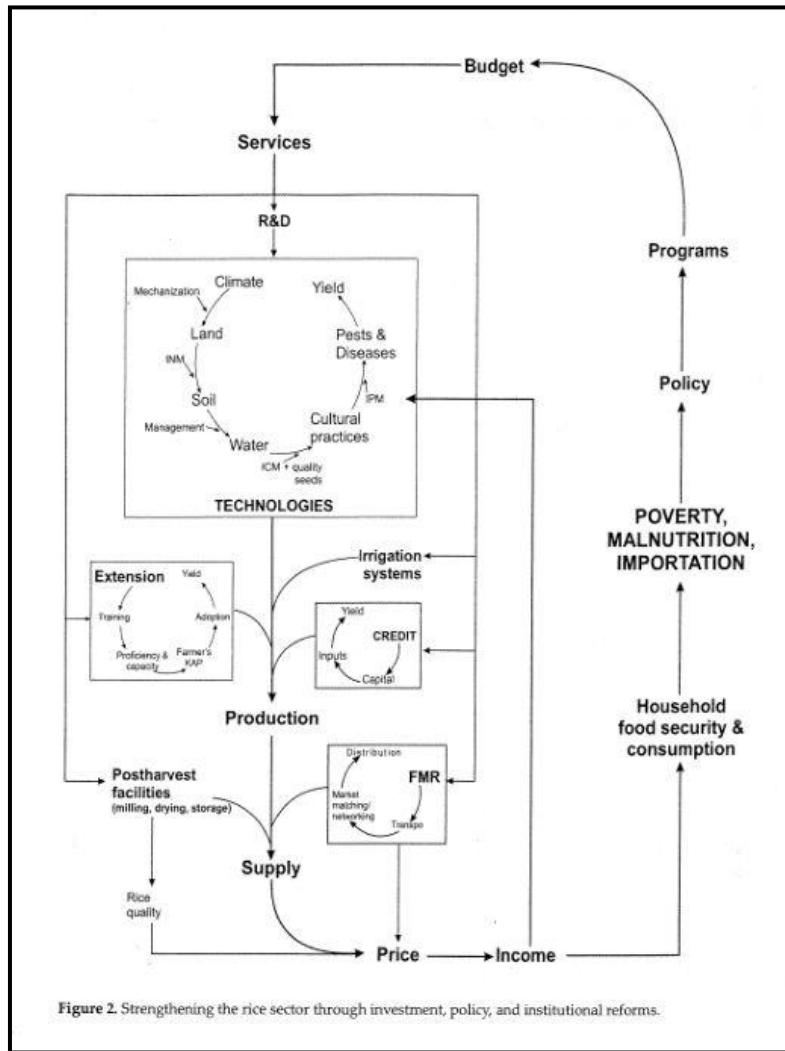 Budget
Services
R&D
Programs
Mechanization
Climate
Yield
Land
Pests &
Diseases
INM
Soil
IPM
Management
Water
Cultural
practices
ICM + quality
seeds
TECHNOLOGIES
Policy
POVERTY,
MALNUTRITION,
IMPORTATION
Irrigation
systems
Extension
Yield
Training
Adoption
Proficiency &
capacity
Farmer's
KAP
Yield
CREDIT
Inputs
Capital
Production
Household
food security &
consumption
Postharvest
facilities
(milling, drying, storage)
Distribution
FMR
Market
matching/
networking
Transpo
Supply
Rice
quality
Price
Income
Figure 2. Strengthening the rice sector through investment, policy, and institutional reforms.